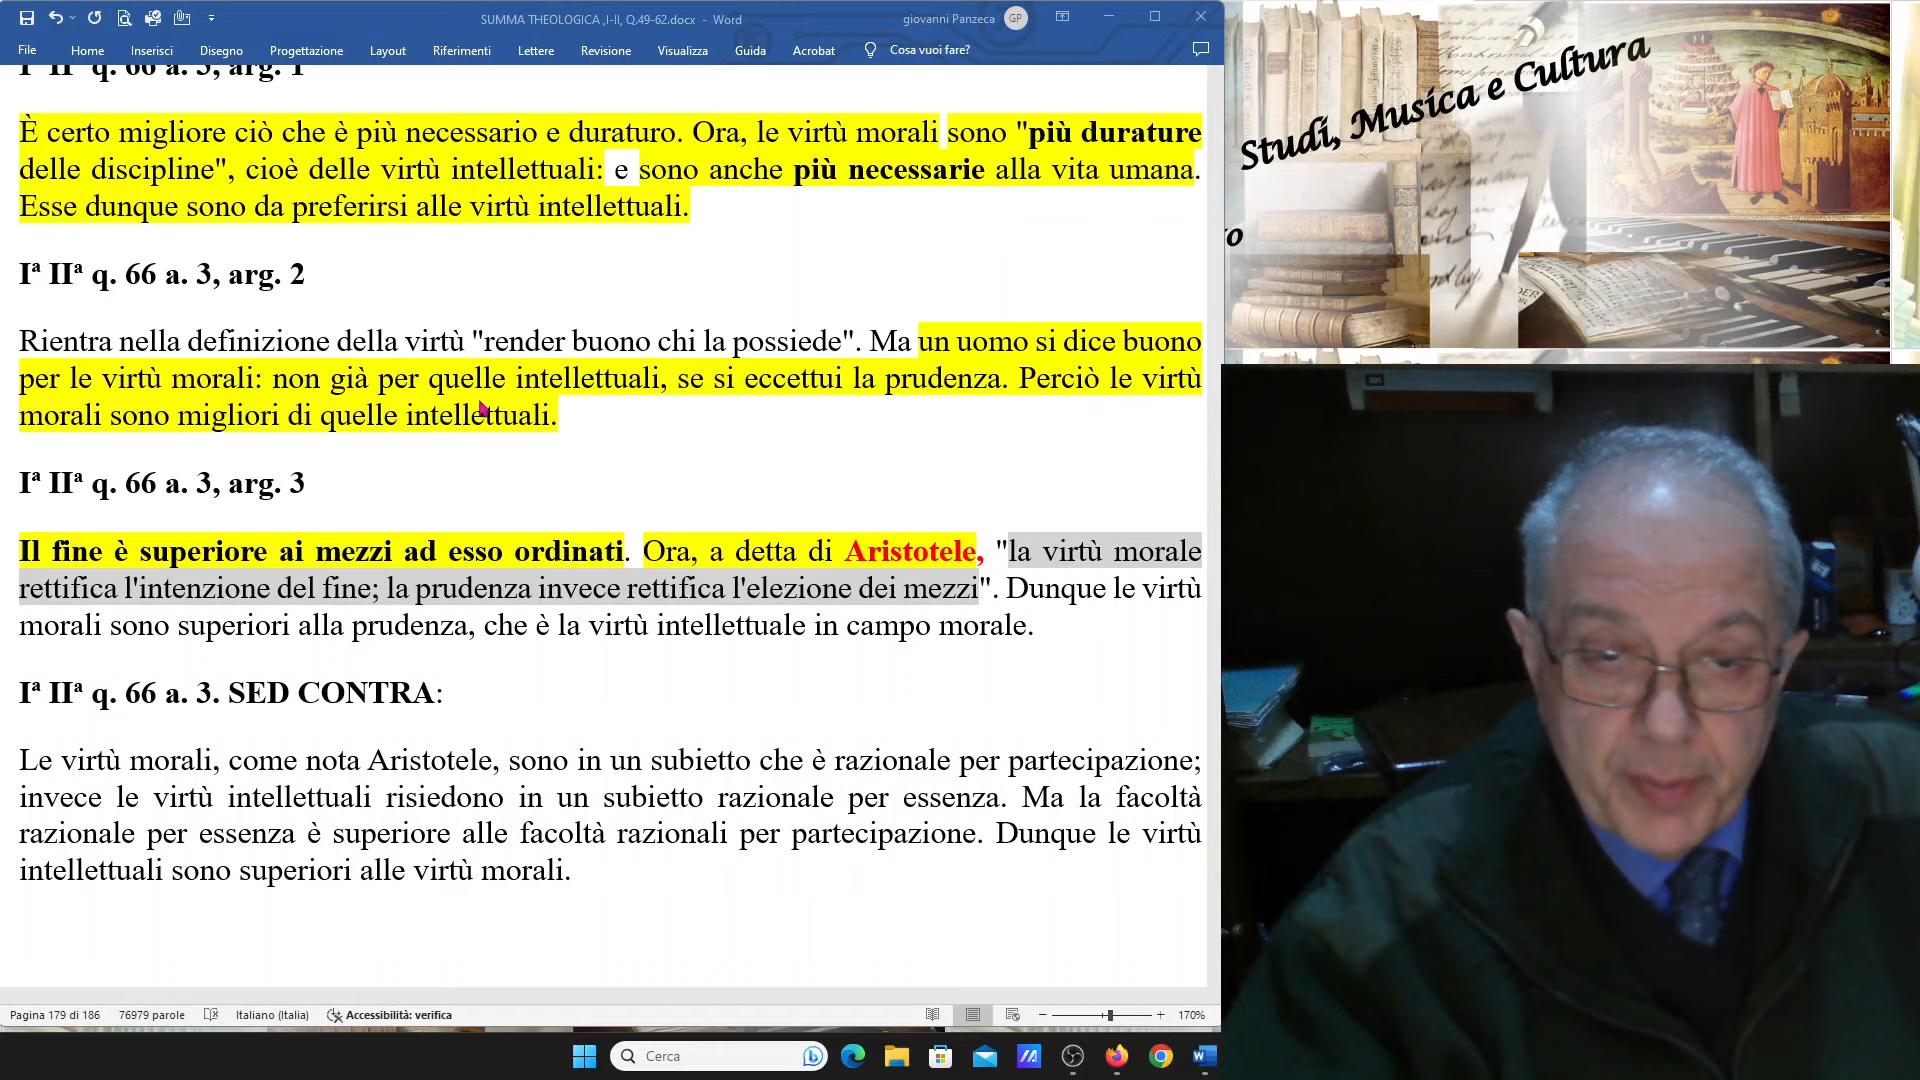 SUMMA THEOLOGICA ,I-II, Q.49-62.docx - Word
giovanni Panzeca GP
File Home Inserisci Disegno Progettazione Layout Riferimenti Lettere Revisione Visualizza Guida Acrobat Cosa vuoi fare?
Iª IIª q. 66 a. 3, arg. 1
È certo migliore ciò che è più necessario e duraturo. Ora, le virtù morali sono "più durature
delle discipline", cioè delle virtù intellettuali: e sono anche più necessarie alla vita umana.
Esse dunque sono da preferirsi alle virtù intellettuali.
Iª IIª q. 66 a. 3, arg. 2
Rientra nella definizione della virtù "render buono chi la possiede". Ma un uomo si dice buono
per le virtù morali: non già per quelle intellettuali, se si eccettui la prudenza. Perciò le virtù
morali sono migliori di quelle intellettuali.
Iª IIª q. 66 a. 3, arg. 3
Il fine è superiore ai mezzi ad esso ordinati. Ora, a detta di Aristotele, "la virtù morale
rettifica l'intenzione del fine; la prudenza invece rettifica l'elezione dei mezzi". Dunque le virtù
morali sono superiori alla prudenza, che è la virtù intellettuale in campo morale.
Iª IIª q. 66 a. 3. SED CONTRA:
Le virtù morali, come nota Aristotele, sono in un subietto che è razionale per partecipazione;
invece le virtù intellettuali risiedono in un subietto razionale per essenza. Ma la facoltà
razionale per essenza è superiore alle facoltà razionali per partecipazione. Dunque le virtù
intellettuali sono superiori alle virtù morali.
Pagina 179 di 186 76979 parole Italiano (Italia) Accessibilità: verifica 170%
Cerca
Studi, Musica e Cultura